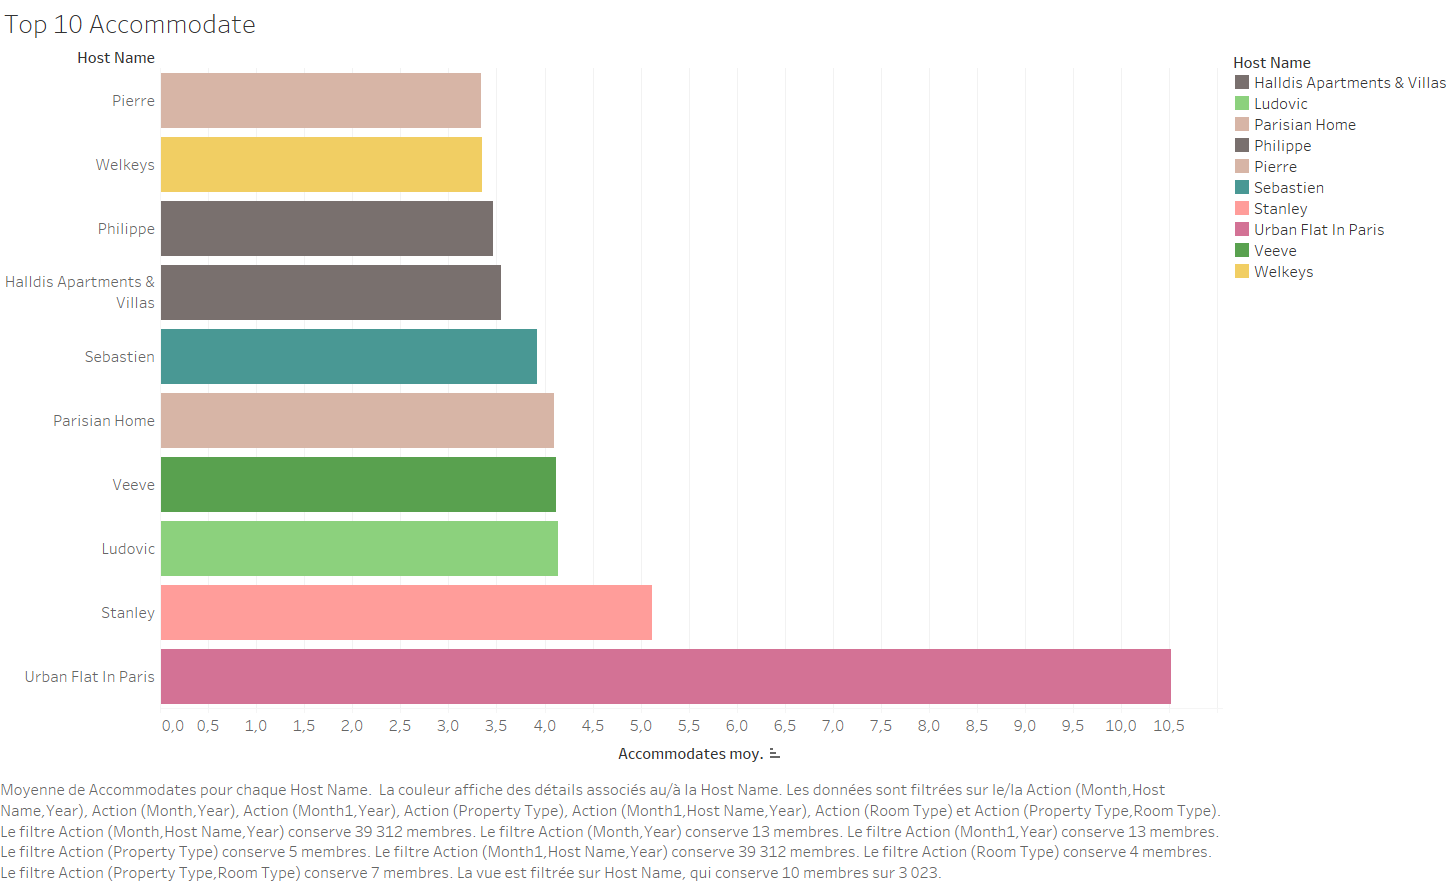 Top 10 Accommodate
Host Name
Pierre
Welkeys
Philippe
Halldis Apartments &
Villas
Sebastien
Parisian Home
Veeve
Ludovic
Stanley
Urban Flat In Paris
0,0 0,5 1,0 1,5 2,0 2,5 3,0 3,5 4,0 4,5 5,0 5,5 6,0 6,5 7,0 7,5 8,0 8,5 9,0 9,5 10,0 10,5
Accommodates moy.
Host Name
Halldis Apartments & Villas
Ludovic
Parisian Home
Philippe
Pierre
Sebastien
Stanley
Urban Flat In Paris
Veeve
Welkeys
Moyenne de Accommodates pour chaque Host Name.  La couleur affiche des détails associés au/à la Host Name. Les données sont filtrées sur le/la Action (Month,Host
Name,Year), Action (Month,Year), Action (Month1,Year), Action (Property Type), Action (Month1,Host Name,Year), Action (Room Type) et Action (Property Type,Room Type).
Le filtre Action (Month,Host Name,Year) conserve 39 312 membres. Le filtre Action (Month,Year) conserve 13 membres. Le filtre Action (Month1,Year) conserve 13 membres.
Le filtre Action (Property Type) conserve 5 membres. Le filtre Action (Month1,Host Name,Year) conserve 39 312 membres. Le filtre Action (Room Type) conserve 4 membres.
Le filtre Action (Property Type,Room Type) conserve 7 membres. La vue est filtrée sur Host Name, qui conserve 10 membres sur 3 023.